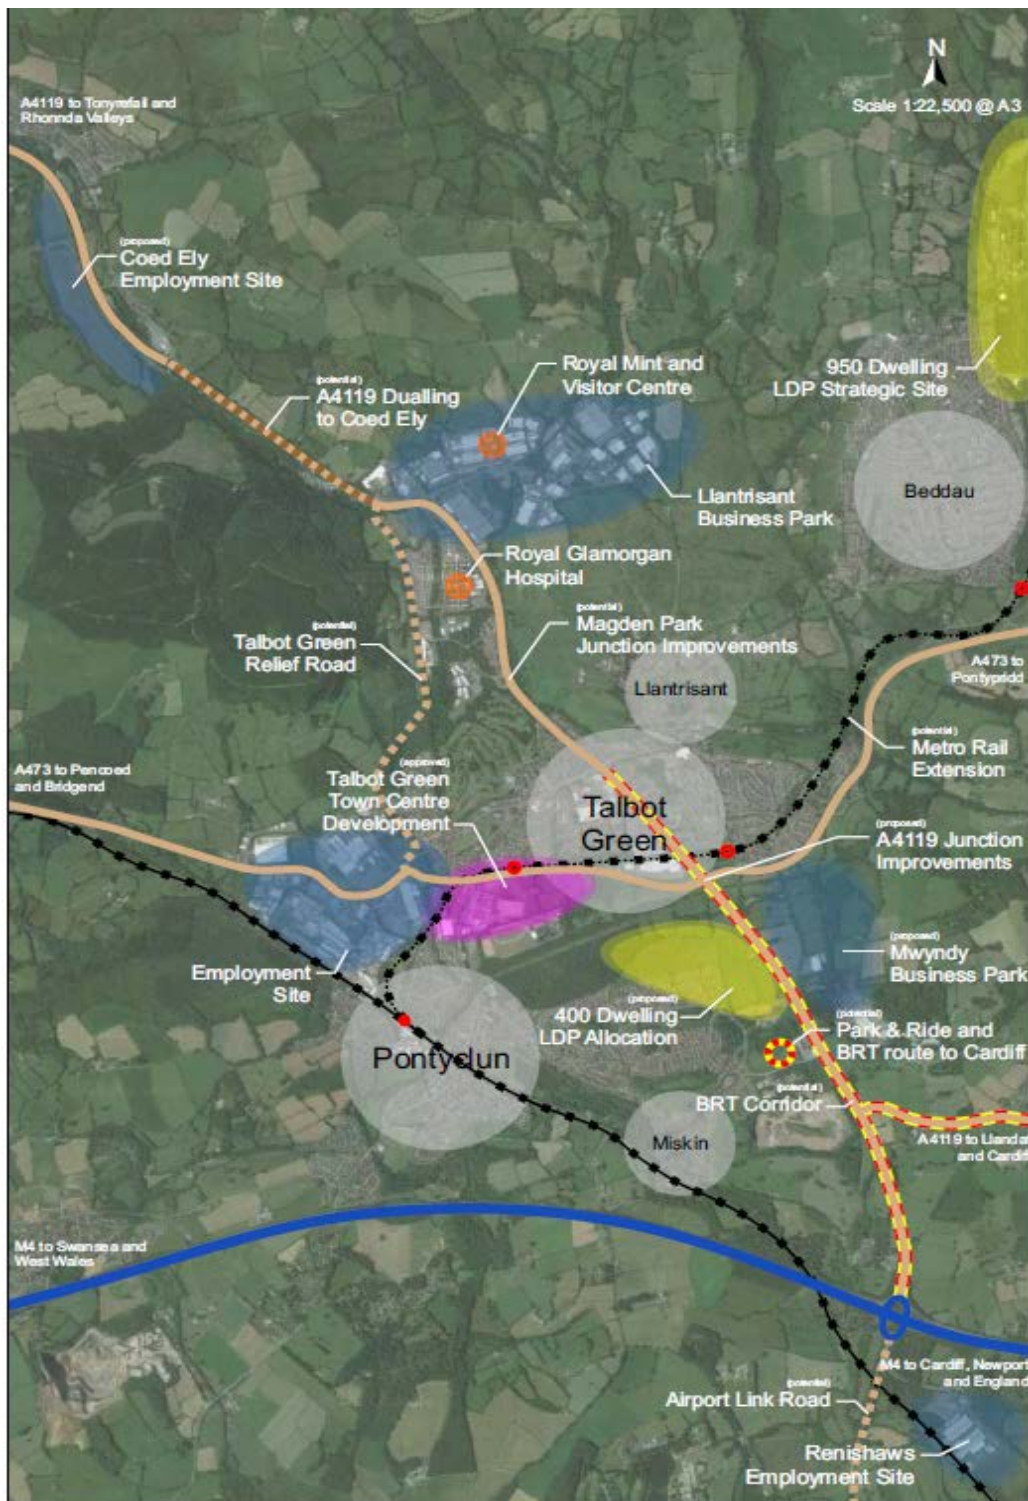 N
Scale 1:22,500 @ A3
A4119 to Tonyrefail and
Rhonnda Valleys
(proposed)
Coed Ely
Employment Site
(potential)
A4119 Dualling
to Coed Ely
Royal Mint and
Visitor Centre
950 Dwelling
LDP Strategic Site
Beddau
Llantrisant
Business Park
Royal Glamorgan
Hospital
(potential)
Talbot Green
Relief Road
(potential)
Magden Park
Junction Improvements
Llantrisant
A473 to
Pontypridd
(potential)
Metro Rail
Extension
A473 to Pencoed
and Bridgend
(approved)
Talbot Green
Town Centre
Development
Talbot
Green
(proposed)
A4119 Junction
Improvements
Employment
Site
(proposed)
400 Dwelling
LDP Allocation
(proposed)
Mwyndy
Business Park
(potential)
Park & Ride and
BRT route to Cardiff
Pontyclun
(potential)
BRT Corridor
Miskin
A4119 to Llanda
and Cardiff
M4 to Swansea and
West Wales
M4 to Cardiff, Newport
and England
(potential)
Airport Link Road
Renishaws
Employment Site